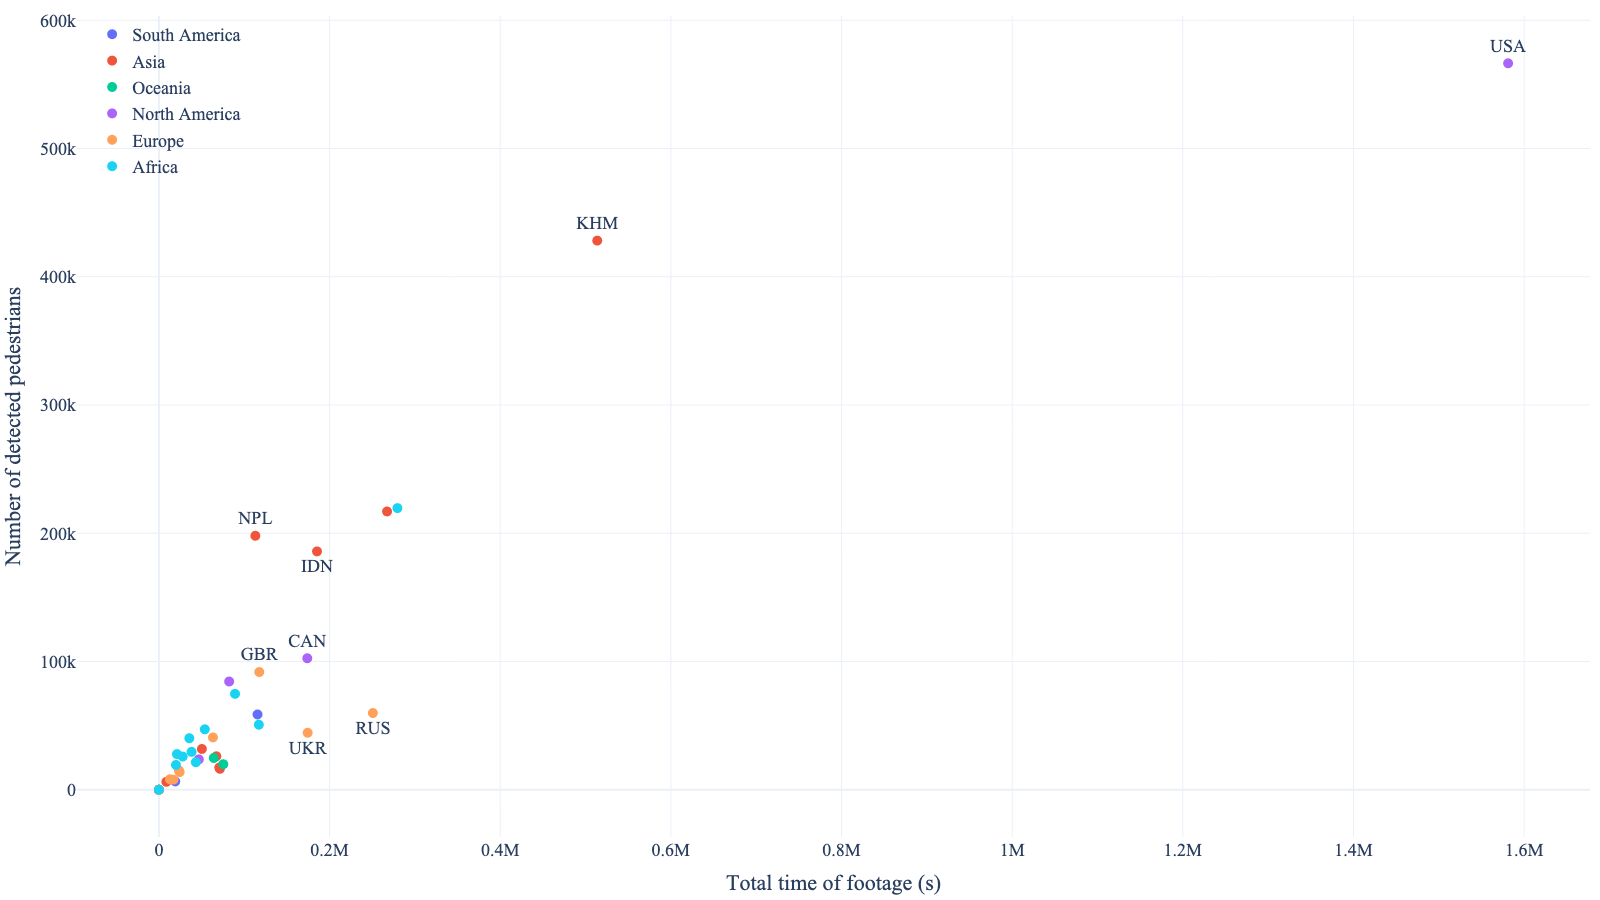 600k
500k
400k
300k
200k
100k
0
Number of detected pedestrians
South America
Asia
Oceania
North America
Europe
Africa
USA
KHM
NPL
IDN
CAN
GBR
RUS
UKR
0 0.2M 0.4M 0.6M 0.8M 1M 1.2M 1.4M 1.6M
Total time of footage (s)